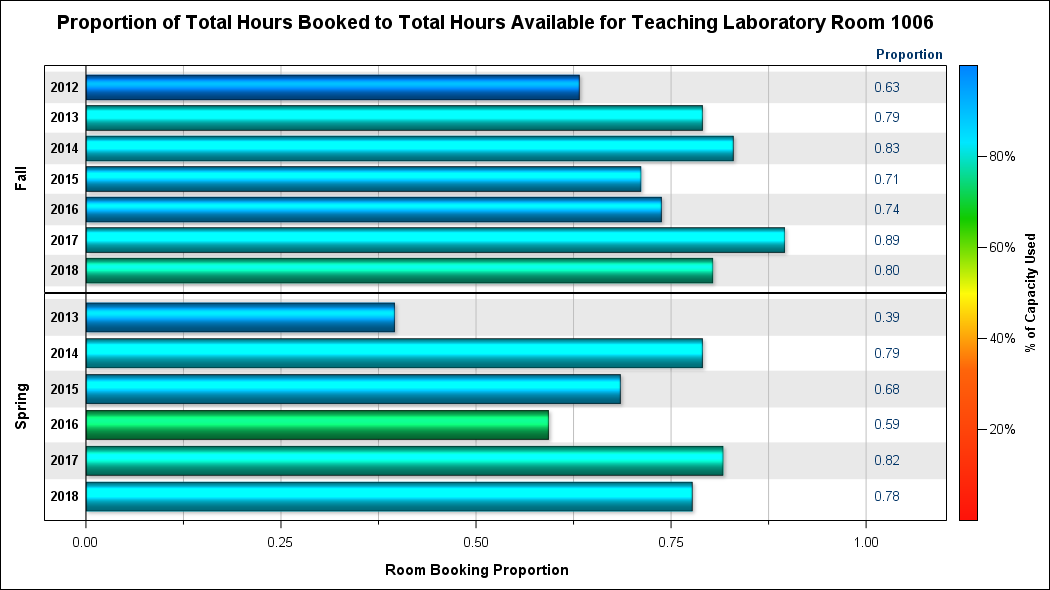 Proportion of Total Hours Booked to Total Hours Available for Teaching Laboratory Room 1006
Proportion
Fall
2012 0.63
2013 0.79
2014 0.83
2015 0.71
2016 0.74
2017 0.89
2018 0.80
Spring
2013 0.39
2014 0.79
2015 0.68
2016 0.59
2017 0.82
2018 0.78
0.00 0.25 0.50 0.75 1.00
Room Booking Proportion
80%
60%
40%
20%
% of Capacity Used